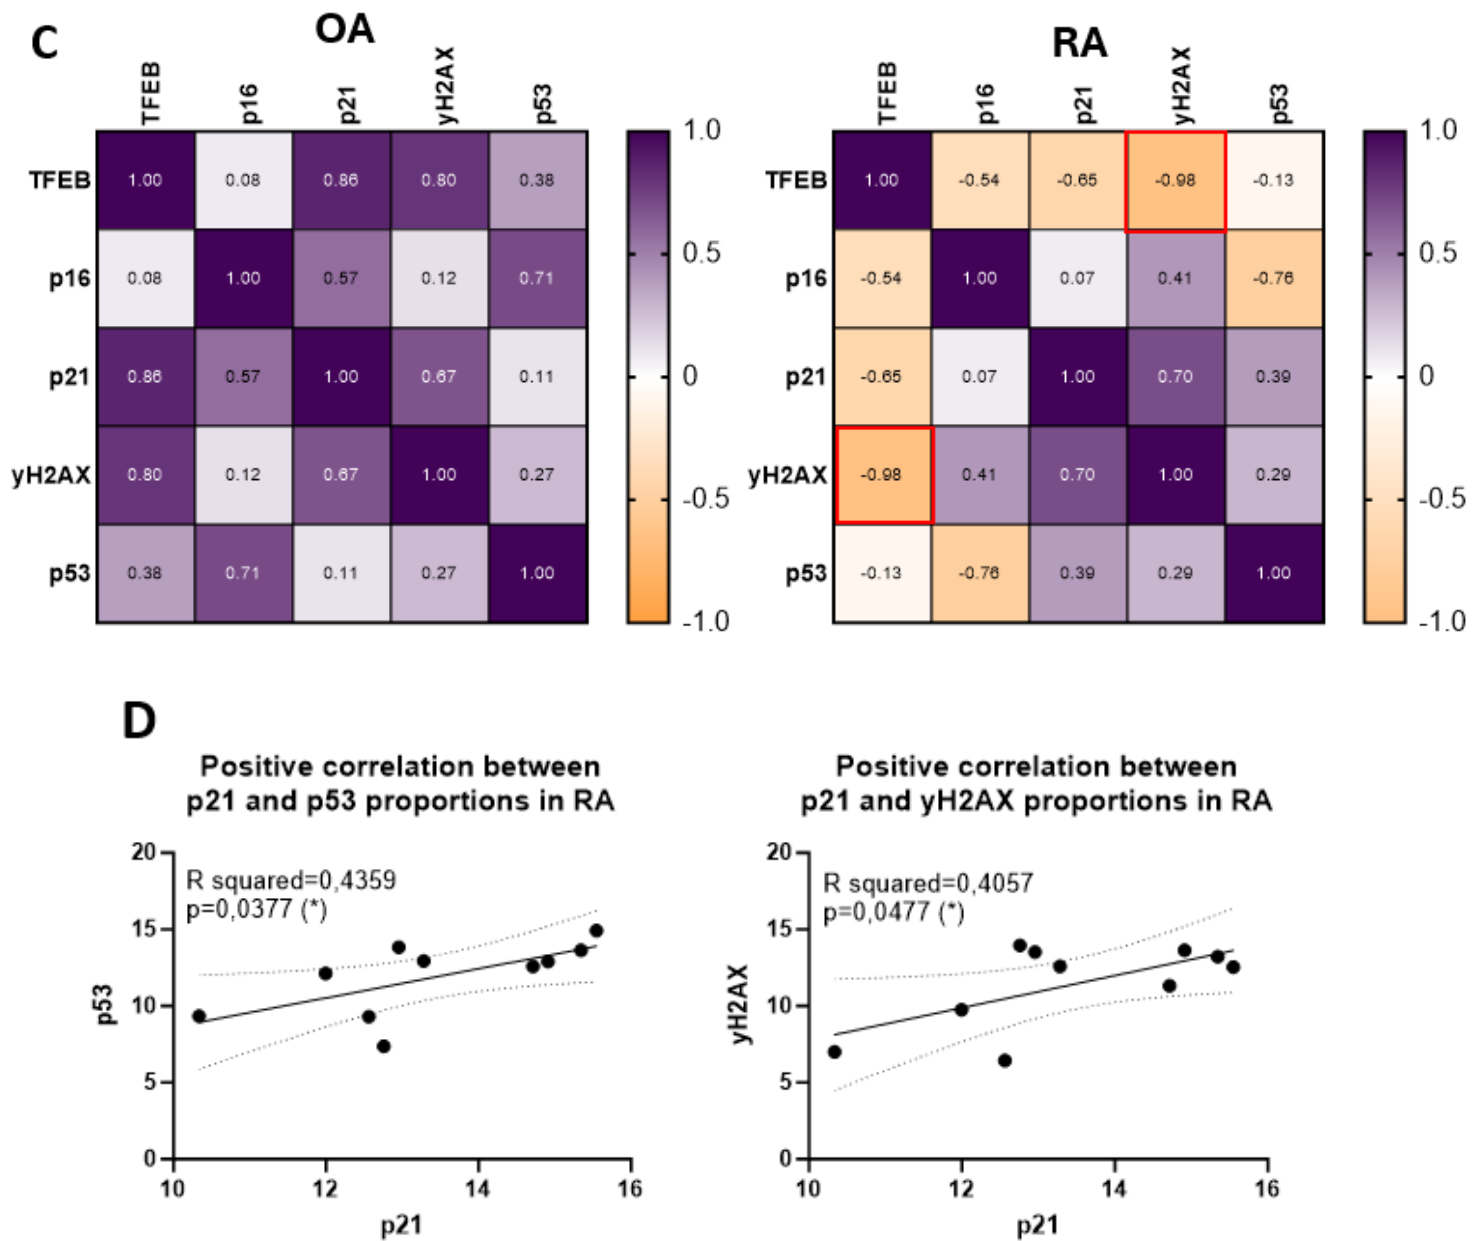 C
OA
TFEB p16 p21 yH2AX p53
TFEB 1.00 0.08 0.86 0.80 0.38
p16 0.08 1.00 0.57 0.12 0.71
p21 0.86 0.57 1.00 0.67 0.11
yH2AX 0.80 0.12 0.67 1.00 0.27
p53 0.38 0.71 0.11 0.27 1.00
1.0
0.5
0
-0.5
-1.0
RA
TFEB p16 p21 yH2AX p53
TFEB 1.00 -0.54 -0.65 -0.98 -0.13
p16 -0.54 1.00 0.07 0.41 -0.76
p21 -0.65 0.07 1.00 0.70 0.39
yH2AX -0.98 0.41 0.70 1.00 0.29
p53 -0.13 -0.76 0.39 0.29 1.00
1.0
0.5
0
-0.5
-1.0
D
Positive correlation between
p21 and p53 proportions in RA
R squared=0,4359
p=0,0377 (*)
20
15
10
5
0
p53
10 12 14 16
p21
Positive correlation between
p21 and yH2AX proportions in RA
R squared=0,4057
p=0,0477 (*)
20
15
10
5
0
yH2AX
10 12 14 16
p21